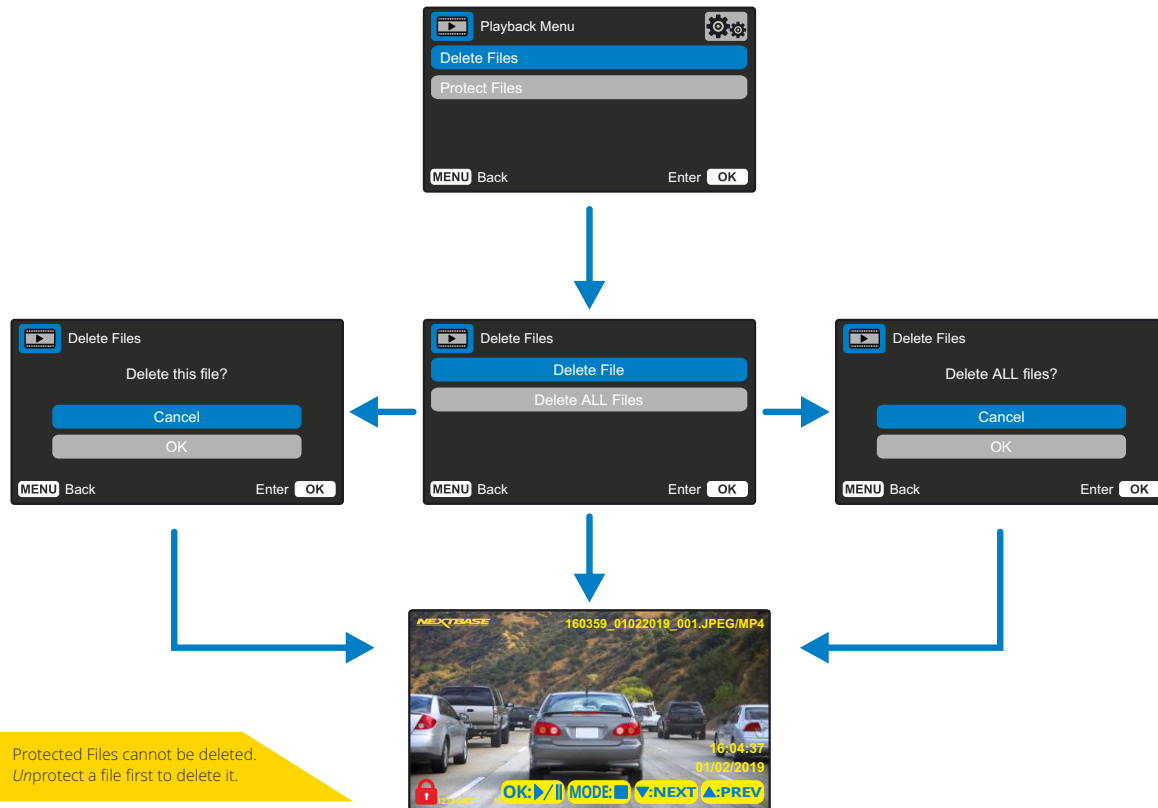 Playback Menu
Delete Files
Protect Files
MENU Back Enter OK
Delete Files
Delete this file?
Cancel
OK
MENU Back Enter OK
Delete Files
Delete File
Delete ALL Files
MENU Back Enter OK
Delete Files
Delete ALL files?
Cancel
OK
MENU Back Enter OK
NEXTBASE 160359_01022019_001.JPEG/MP4
16:04:37
01/02/2019
OK: MODE: :NEXT :PREV
Protected Files cannot be deleted.
Unprotect a file first to delete it.